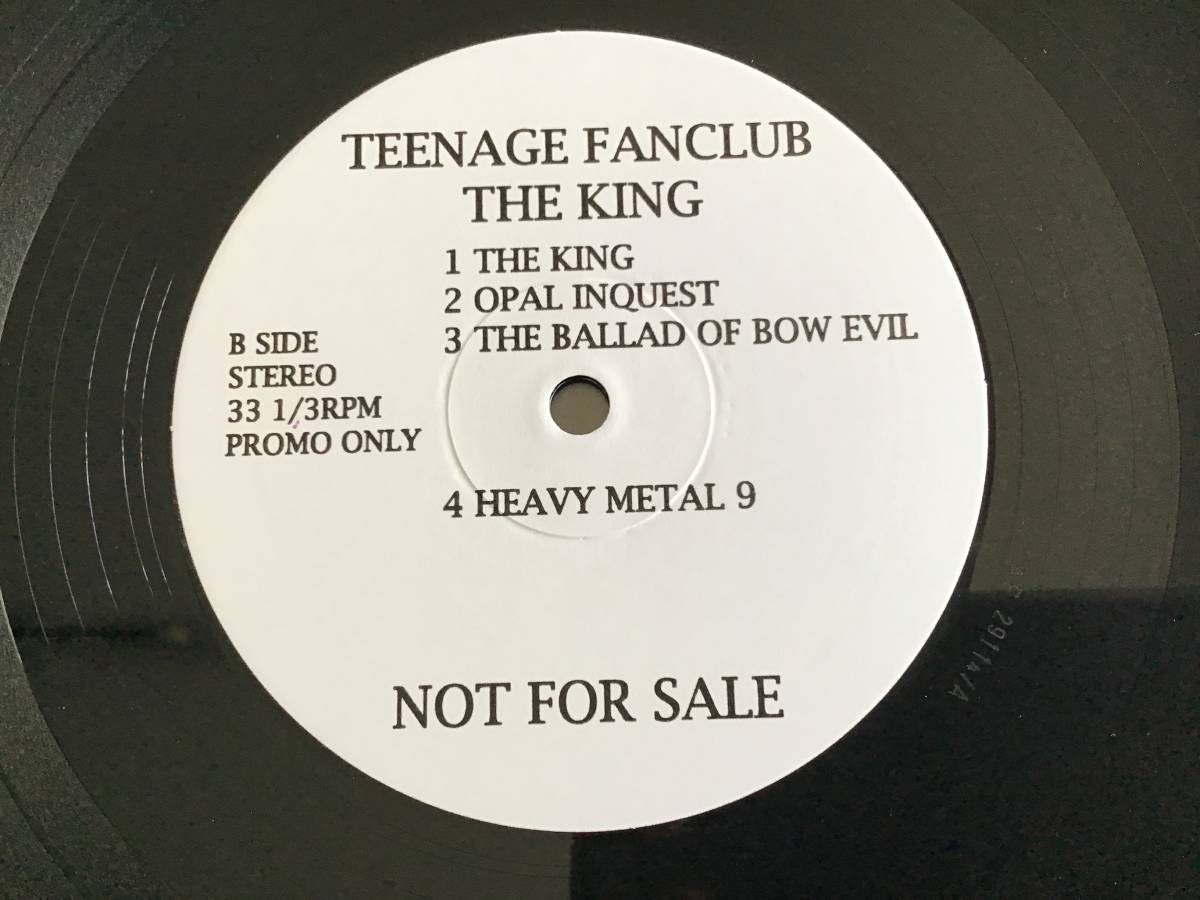 TEENAGE FANCLUB
THE KING
1 THE KING
2 OPAL INQUEST
3 THE BALLAD OF BOW EVIL
B SIDE
STEREO
33 1/3RPM
PROMO ONLY
4 HEAVY METAL 9
NOT FOR SALE
29114/A